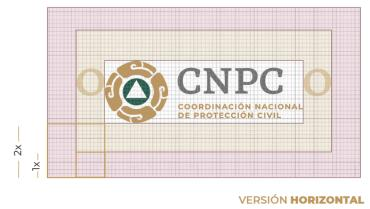 O CNPC O
COORDINACIÓN NACIONAL
DE PROTECCIÓN CIVIL
2x
1x
VERSIÓN HORIZONTAL